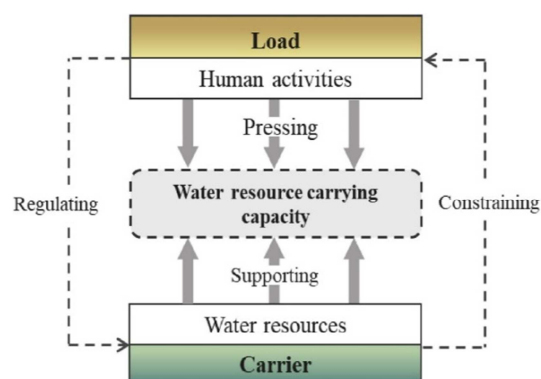 Load
Human activities
Pressing
Water resource carrying
capacity
Regulating
Constraining
Supporting
Water resources
Carrier